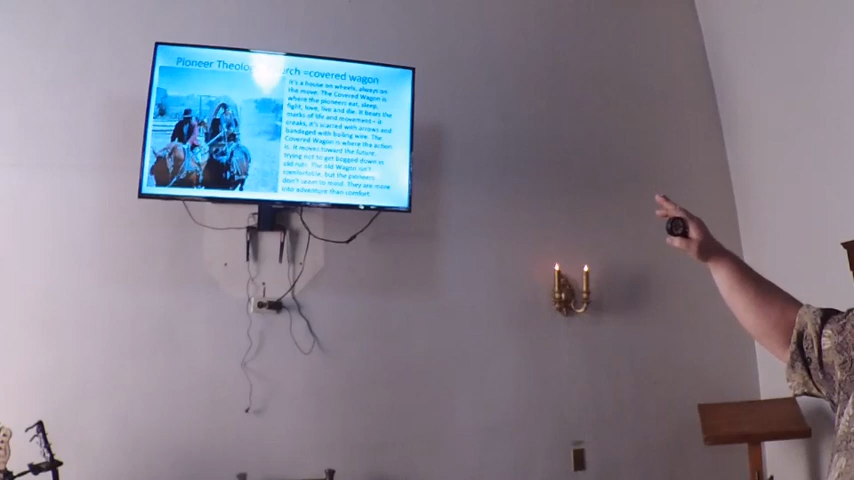 Pioneer Theolo urch =covered wagon
It's a house on wheels, always on
the move. The Covered Wagon is
where the pioneers eat, sleep,
fight, love, live and die. It bears the
marks of life and movement – it
creaks, it's scarred with arrows and
bandaged with bailing wire. The
Covered Wagon is where the action
is. It moves toward the future,
trying not to get bogged down in
old ruts. The old Wagon isn't
comfortable, but the pioneers
don't seem to mind. They are more
into adventure than comfort.